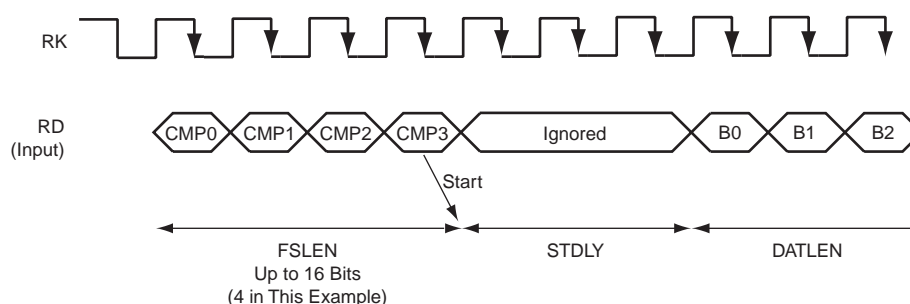 RK
RD
(Input)
CMP0 CMP1 CMP2 CMP3 Ignored B0 B1 B2
Start
FSLEN
Up to 16 Bits
(4 in This Example)
STDLY
DATLEN